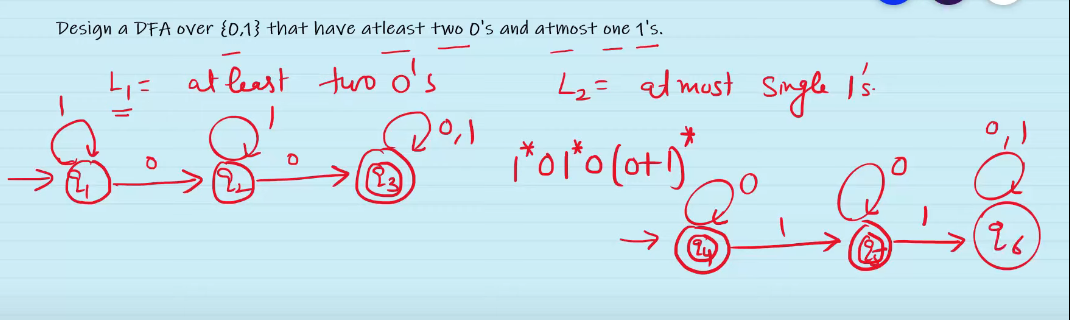 Design a DFA over {0,1} that have atleast two 0's and atmost one 1's.
L₁ = at least two 0's
L₂ = at most single 1's.
1
1
0,1
q₁
0
q₂
0
q₃
1*01*0(0+1)*
0
0
0,1
q₄
1
q₅
1
q₆